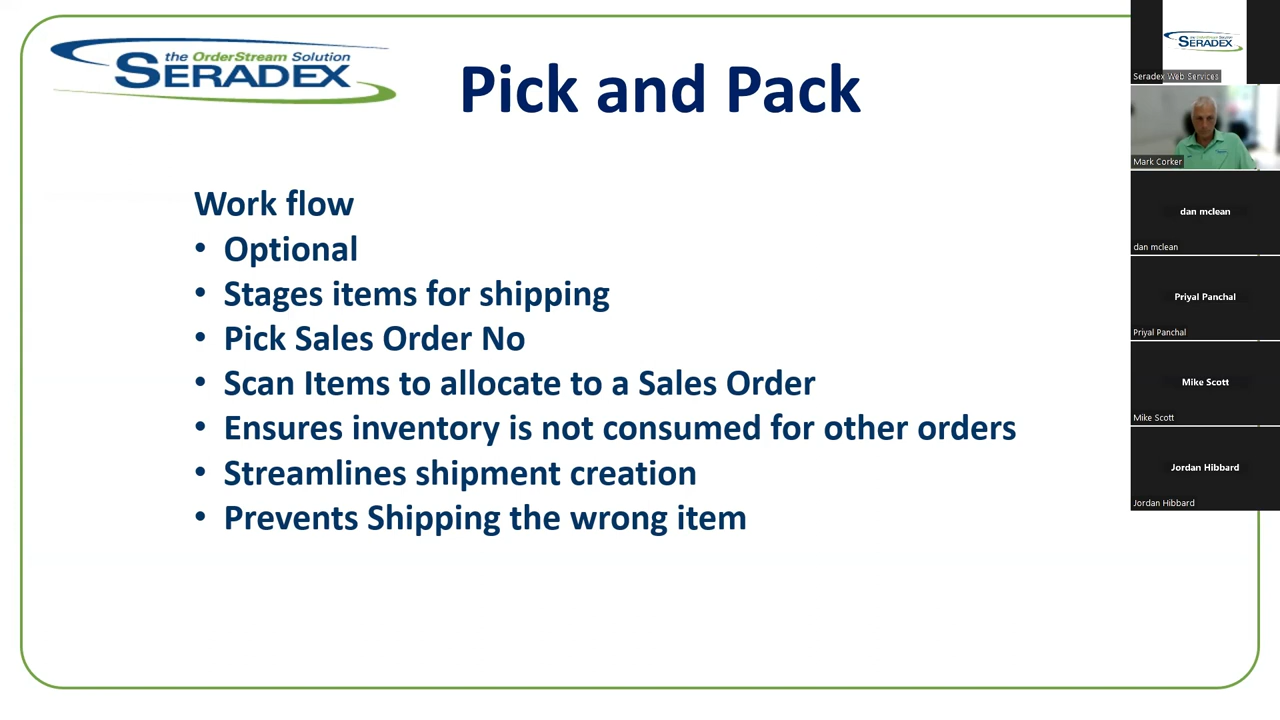 the OrderStream Solution
SERADEX
Pick and Pack
Work flow
• Optional
• Stages items for shipping
• Pick Sales Order No
• Scan Items to allocate to a Sales Order
• Ensures inventory is not consumed for other orders
• Streamlines shipment creation
• Prevents Shipping the wrong item
the OrderStream Solution
SERADEX
Seradex Web Services
Mark Corker
dan mclean
dan mclean
Priyal Panchal
Priyal Panchal
Mike Scott
Mike Scott
Jordan Hibbard
Jordan Hibbard